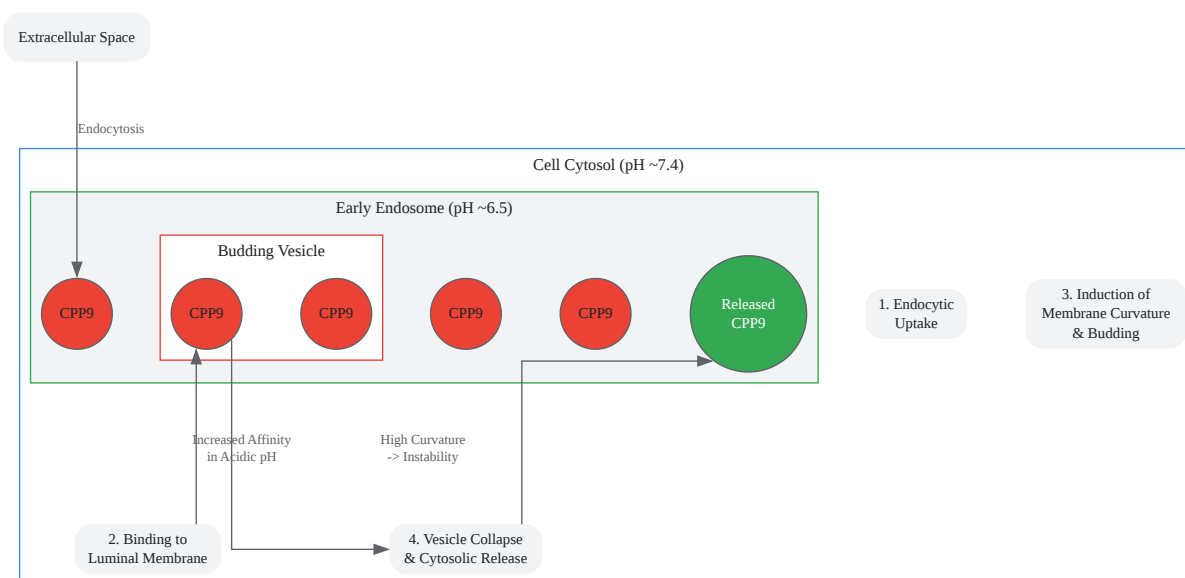 Extracellular Space
Endocytosis
Cell Cytosol (pH ~7.4)
Early Endosome (pH ~6.5)
Budding Vesicle
CPP9
CPP9
CPP9
CPP9
CPP9
Released
CPP9
1. Endocytic
Uptake
3. Induction of
Membrane Curvature
& Budding
Increased Affinity
in Acidic pH
High Curvature
-> Instability
2. Binding to
Luminal Membrane
4. Vesicle Collapse
& Cytosolic Release